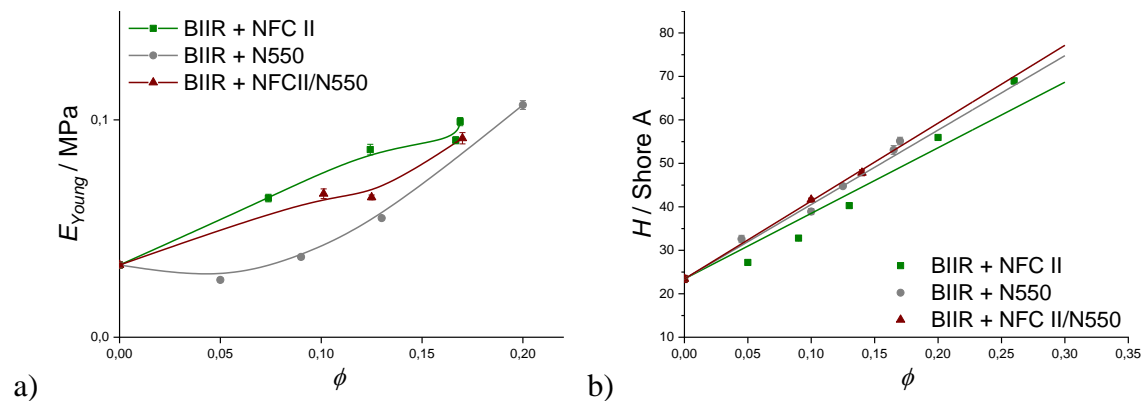 BIIR + NFC II
BIIR + N550
BIIR + NFCII/N550
E_Young / MPa
0,1
0,0
0,00 0,05 0,10 0,15 0,20
ϕ
a)
85
80
70
60
50
40
30
20
10
H / Shore A
BIIR + NFC II
BIIR + N550
BIIR + NFC II/N550
0,00 0,05 0,10 0,15 0,20 0,25 0,30 0,35
ϕ
b)